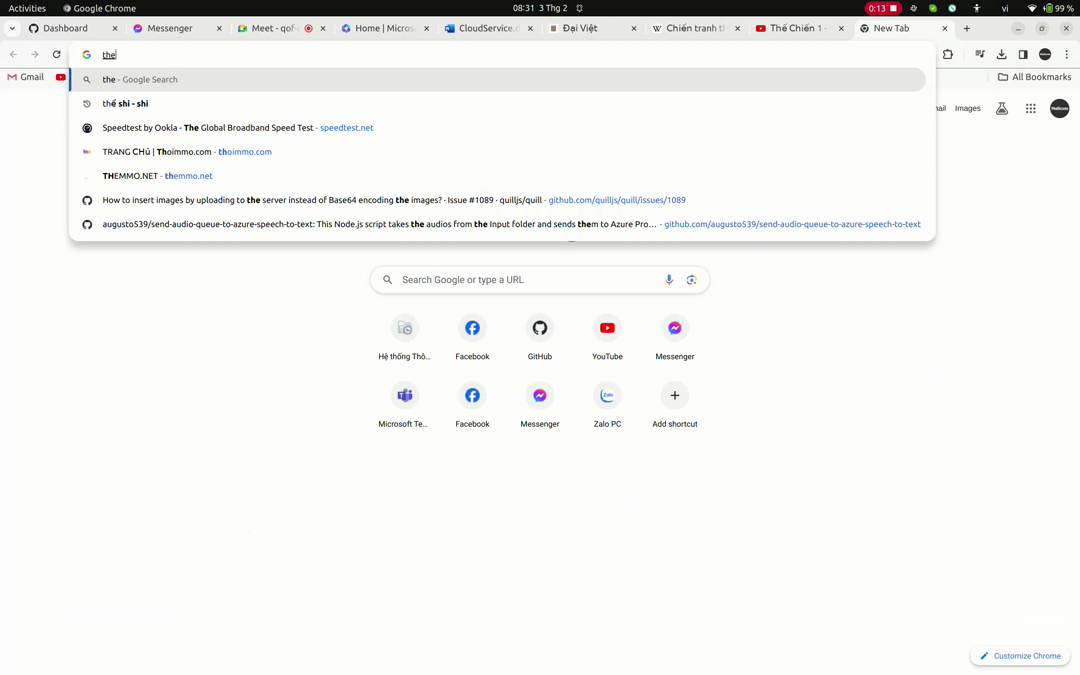 Activities Google Chrome 08:31 3 Thg 2 0:13 vi 99 %
Dashboard Messenger Meet - qof- Home | Micros CloudService.c Đại Việt Chiến tranh th Thế Chiến 1 - New Tab
the
Gmail All Bookmarks
the - Google Search
thể shi - shi
Speedtest by Ookla - The Global Broadband Speed Test - speedtest.net
TRANG CHủ | Thoimmo.com - thoimmo.com
THEMMO.NET - themmo.net
How to insert images by uploading to the server instead of Base64 encoding the images? · Issue #1089 · quilljs/quill - github.com/quilljs/quill/issues/1089
augusto539/send-audio-queue-to-azure-speech-to-text: This Node.js script takes the audios from the Input folder and sends them to Azure Pro... - github.com/augusto539/send-audio-queue-to-azure-speech-to-text
ail Images
Search Google or type a URL
Hệ thống Thô... Facebook GitHub YouTube Messenger
Microsoft Te... Facebook Messenger Zalo PC Add shortcut
Customize Chrome